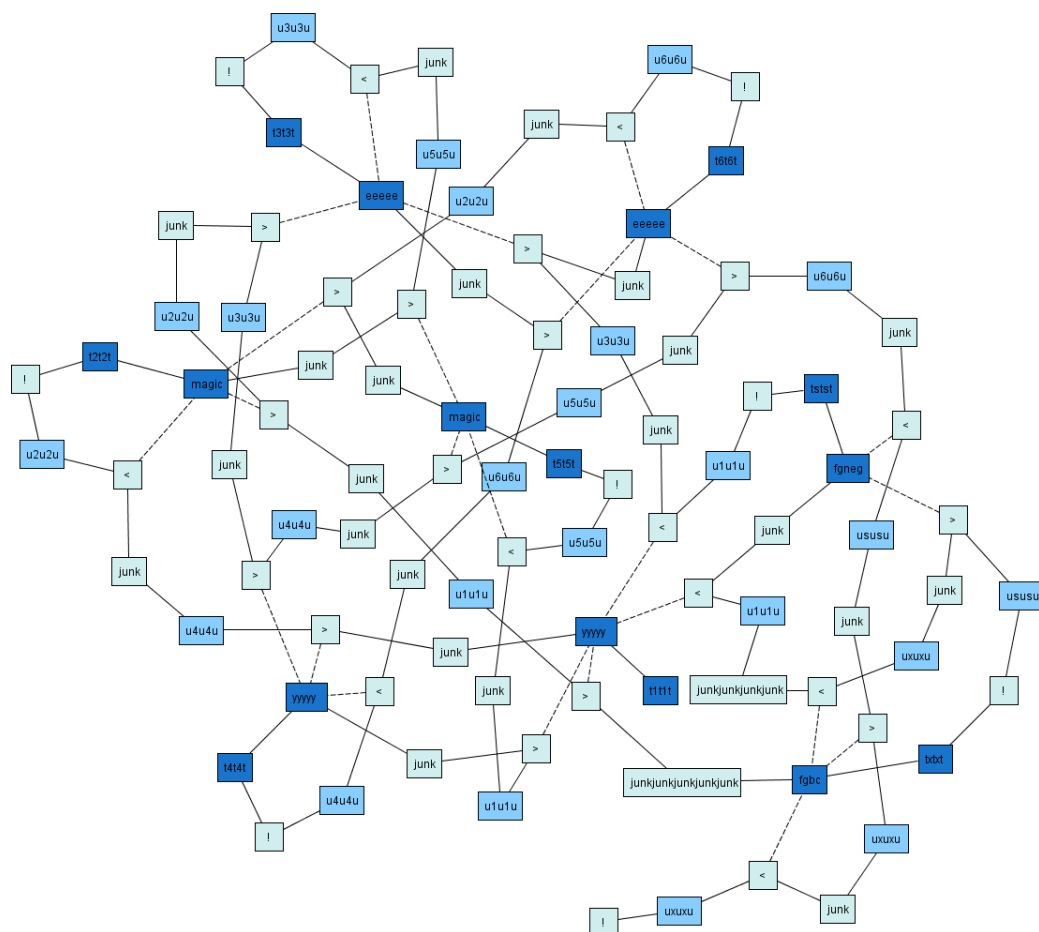 u3u3u
u6u6u
junk
!
<
!
junk
<
t3t3t
u5u5u
t6t6t
eeeee
u2u2u
junk
>
eeeee
>
>
u6u6u
junk
junk
>
>
u2u2u
u3u3u
junk
>
u3u3u
junk
t2t2t
junk
junk
!
magic
junk
!
tstst
u5u5u
>
magic
<
junk
u2u2u
<
junk
>
t5t5t
u1u1u
fgneg
junk
u6u6u
!
u4u4u
junk
<
junk
>
ususu
<
u5u5u
junk
>
junk
u1u1u
<
junk
ususu
u1u1u
junk
u4u4u
>
yyyyy
junk
uxuxu
junk
t1t1t
junkjunkjunkjunk
<
!
yyyyy
<
>
>
junk
>
txtxt
t4t4t
junkjunkjunkjunkjunk
fgbc
u4u4u
u1u1u
!
uxuxu
<
junk
uxuxu
!